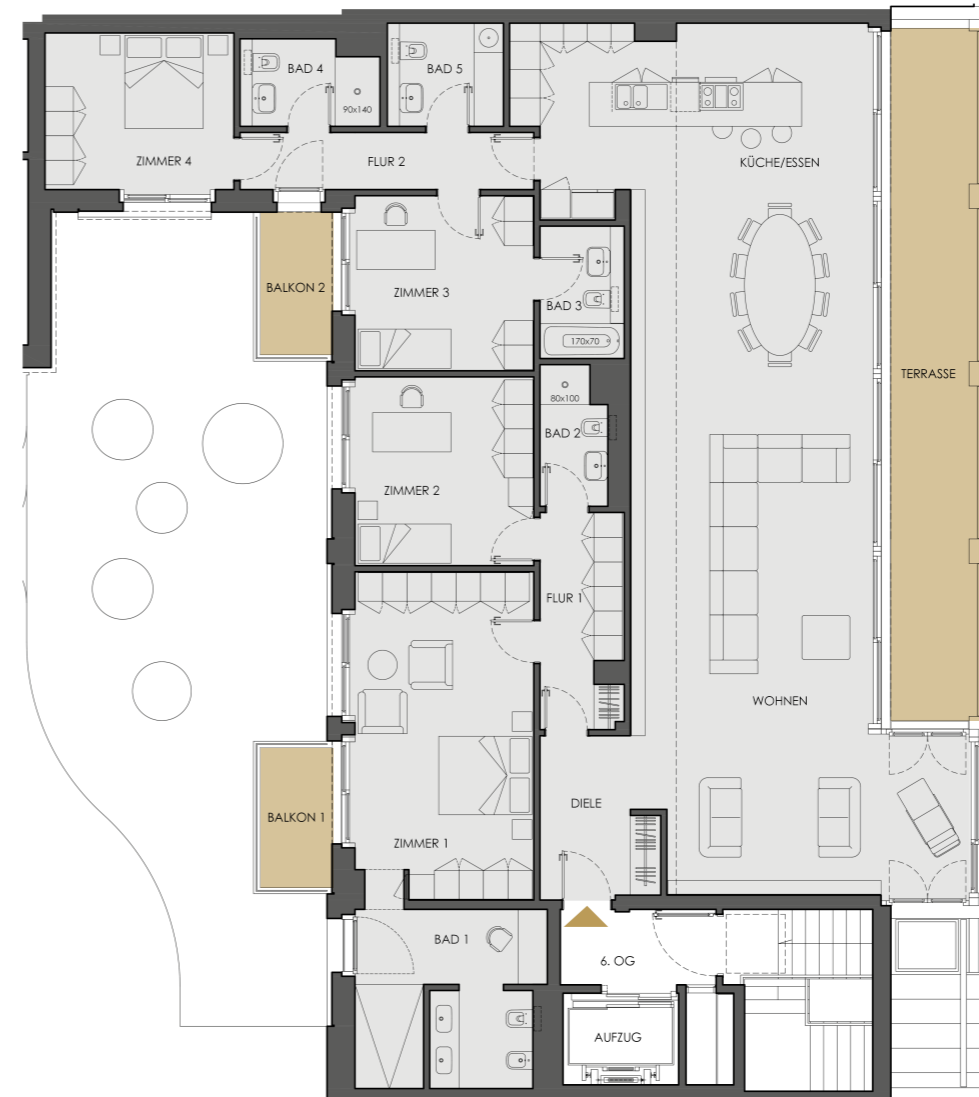 BAD 4
BAD 5
90x140
ZIMMER 4
FLUR 2
KÜCHE/ESSEN
BALKON 2
ZIMMER 3
BAD 3
170x70
TERRASSE
80x100
BAD 2
ZIMMER 2
FLUR 1
WOHNEN
DIELE
BALKON 1
ZIMMER 1
BAD 1
6. OG
AUFZUG